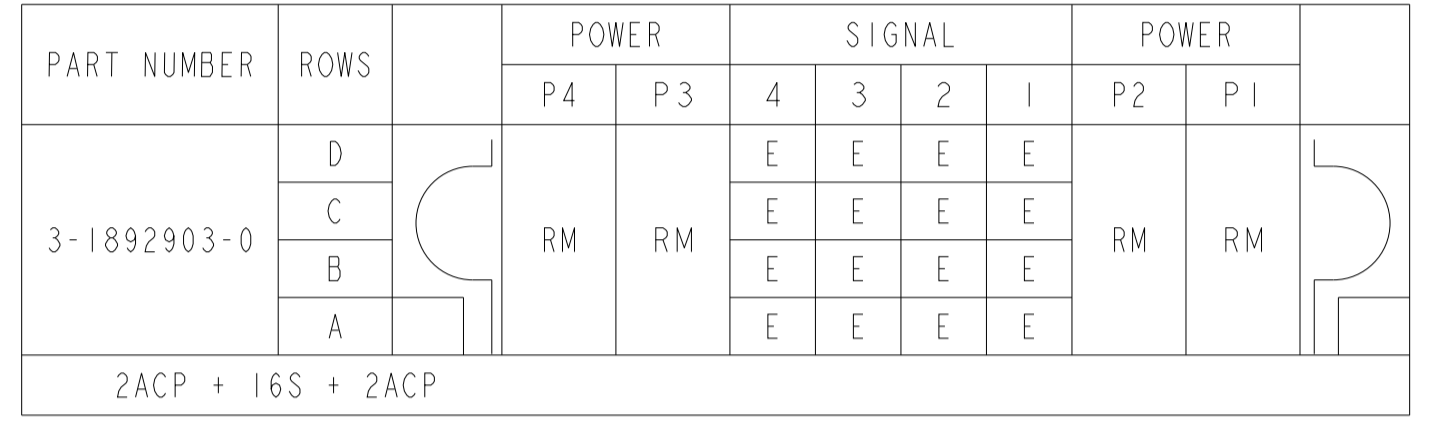 PART NUMBER ROWS POWER SIGNAL POWER
P4 P3 4 3 2 1 P2 P1
D E E E E
C E E E E
3-1892903-0 RM RM RM RM
B E E E E
A E E E E
2ACP + 16S + 2ACP